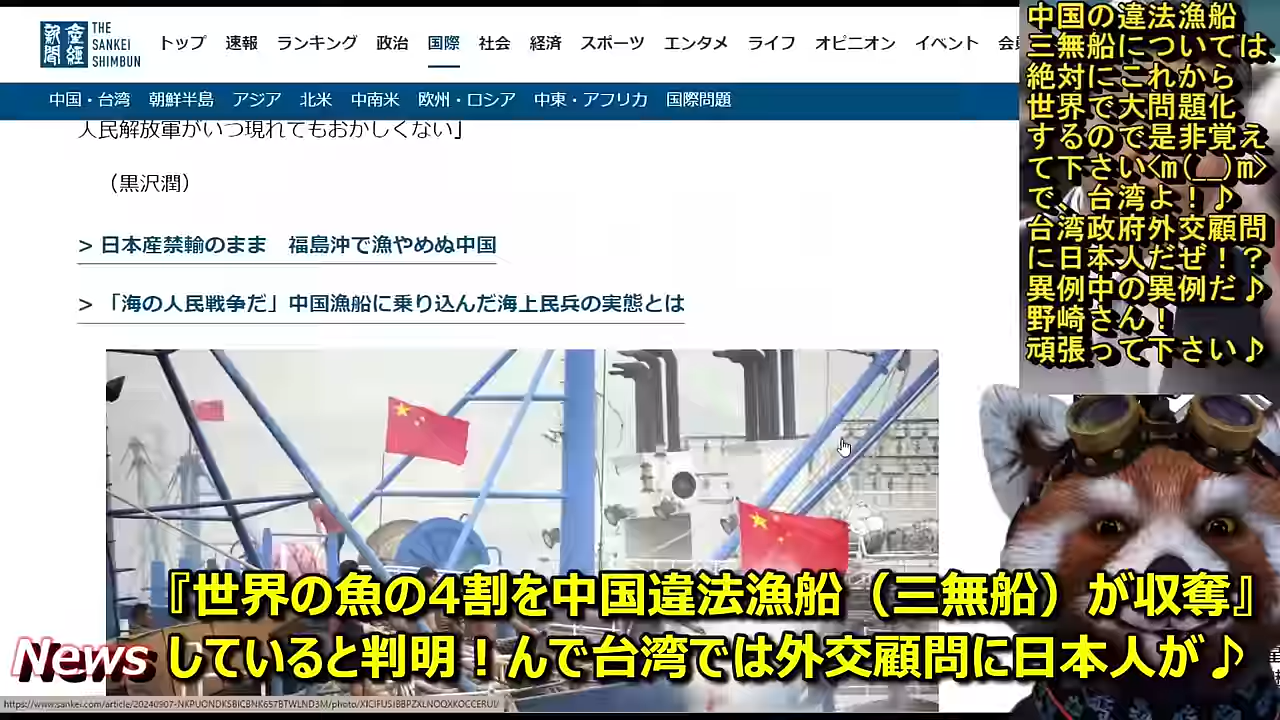 産經新聞
THE SANKEI SHIMBUN
トップ 速報 ランキング 政治 国際 社会 経済 スポーツ エンタメ ライフ オピニオン イベント 会
中国・台湾 朝鮮半島 アジア 北米 中南米 欧州・ロシア 中東・アフリカ 国際問題
人民解放軍がいつ現れてもおかしくない」
（黒沢潤）
> 日本産禁輸のまま 福島沖で漁やめぬ中国
> 「海の人民戦争だ」中国漁船に乗り込んだ海上民兵の実態とは
中国の違法漁船
三無船については
絶対にこれから
世界で大問題化
するので是非覚え
て下さい<m(__)m>
で、台湾よ！♪
台湾政府外交顧問
に日本人だぜ！？
異例中の異例だ♪
野崎さん！
頑張って下さい♪
『世界の魚の4割を中国違法漁船（三無船）が収奪』
News していると判明！んで台湾では外交顧問に日本人が♪